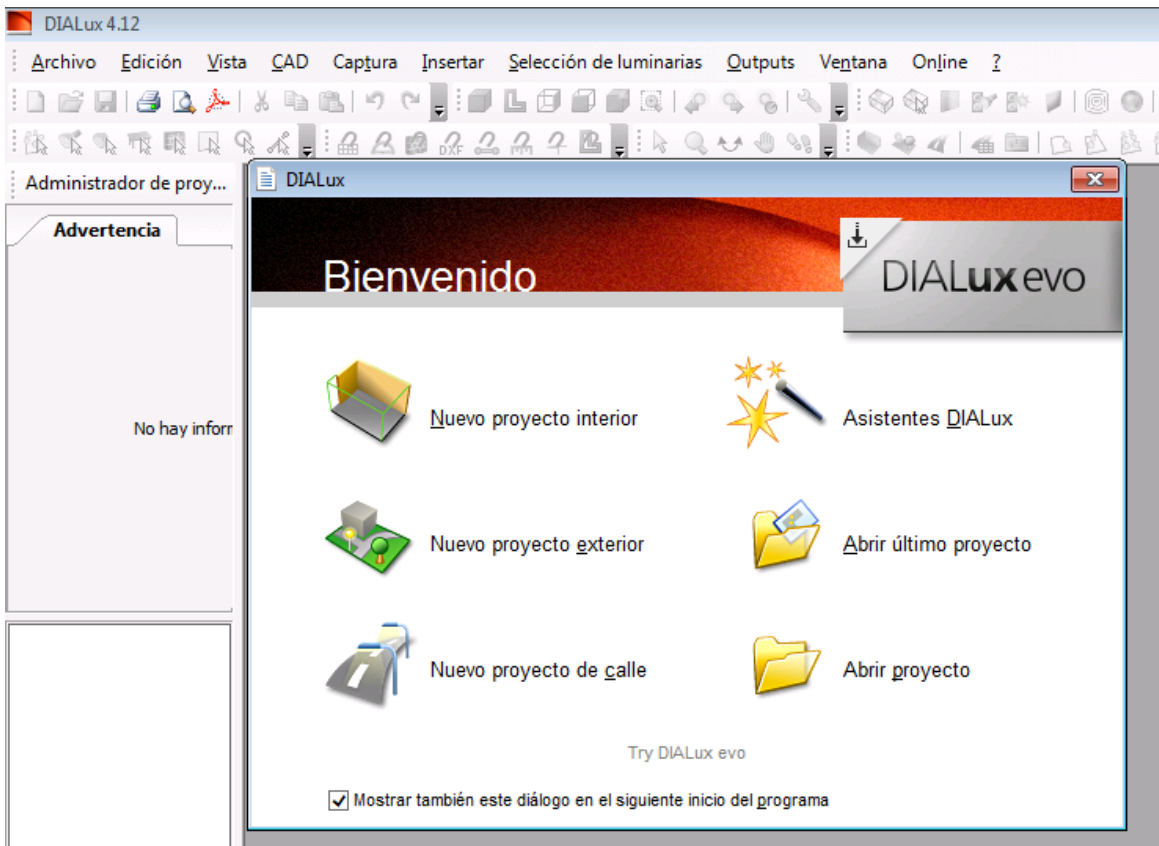 DIALux 4.12
Archivo Edición Vista CAD Captura Insertar Selección de luminarias Outputs Ventana Online ?
DXF
Administrador de proy...
DIALux
Advertencia
Bienvenido
DIALux evo
No hay inforr
Nuevo proyecto interior
Asistentes DIALux
Nuevo proyecto exterior
Abrir último proyecto
Nuevo proyecto de calle
Abrir proyecto
Try DIALux evo
Mostrar también este diálogo en el siguiente inicio del programa